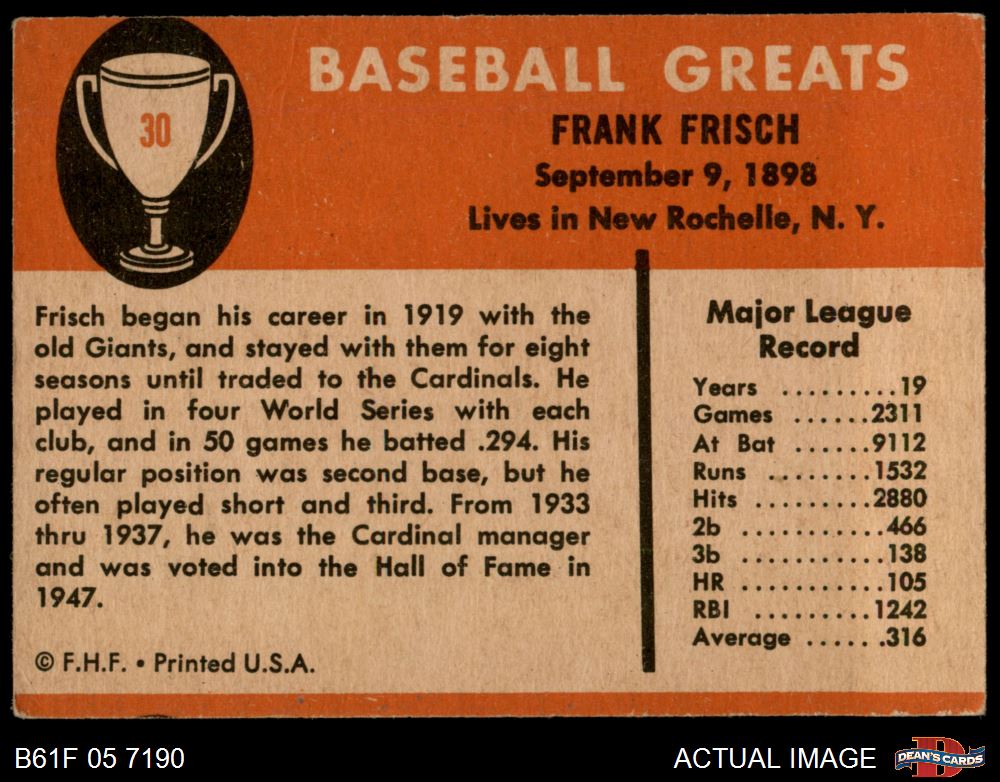 30
BASEBALL GREATS
FRANK FRISCH
September 9, 1898
Lives in New Rochelle, N. Y.
Frisch began his career in 1919 with the
old Giants, and stayed with them for eight
seasons until traded to the Cardinals. He
played in four World Series with each
club, and in 50 games he batted .294. His
regular position was second base, but he
often played short and third. From 1933
thru 1937, he was the Cardinal manager
and was voted into the Hall of Fame in
1947.
© F.H.F. • Printed U.S.A.
Major League
Record
Years .........19
Games ......2311
At Bat ......9112
Runs ........1532
Hits .........2880
2b ..........466
3b ..........138
HR ..........105
RBI .........1242
Average ......316
B61F 05 7190
ACTUAL IMAGE
D
DEAN'S CARDS